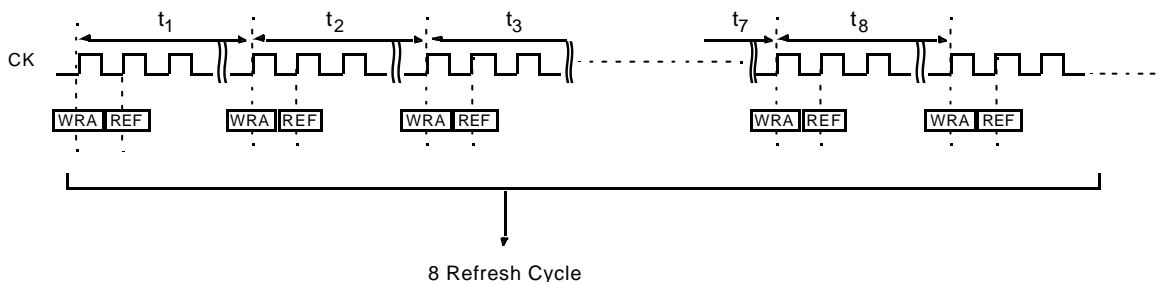 t1 t2 t3 t7 t8
CK
WRA REF WRA REF WRA REF WRA REF WRA REF
8 Refresh Cycle